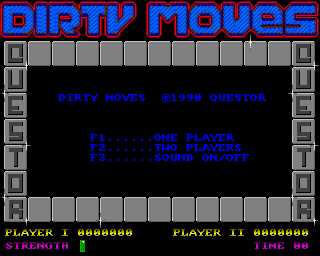 DIRTY MOVES
QUESTOR
QUESTOR
DIRTY MOVES ©1990 QUESTOR
F1......ONE PLAYER
F2......TWO PLAYERS
F3......SOUND ON/OFF
PLAYER I 0000000 PLAYER II 0000000
STRENGTH TIME 00